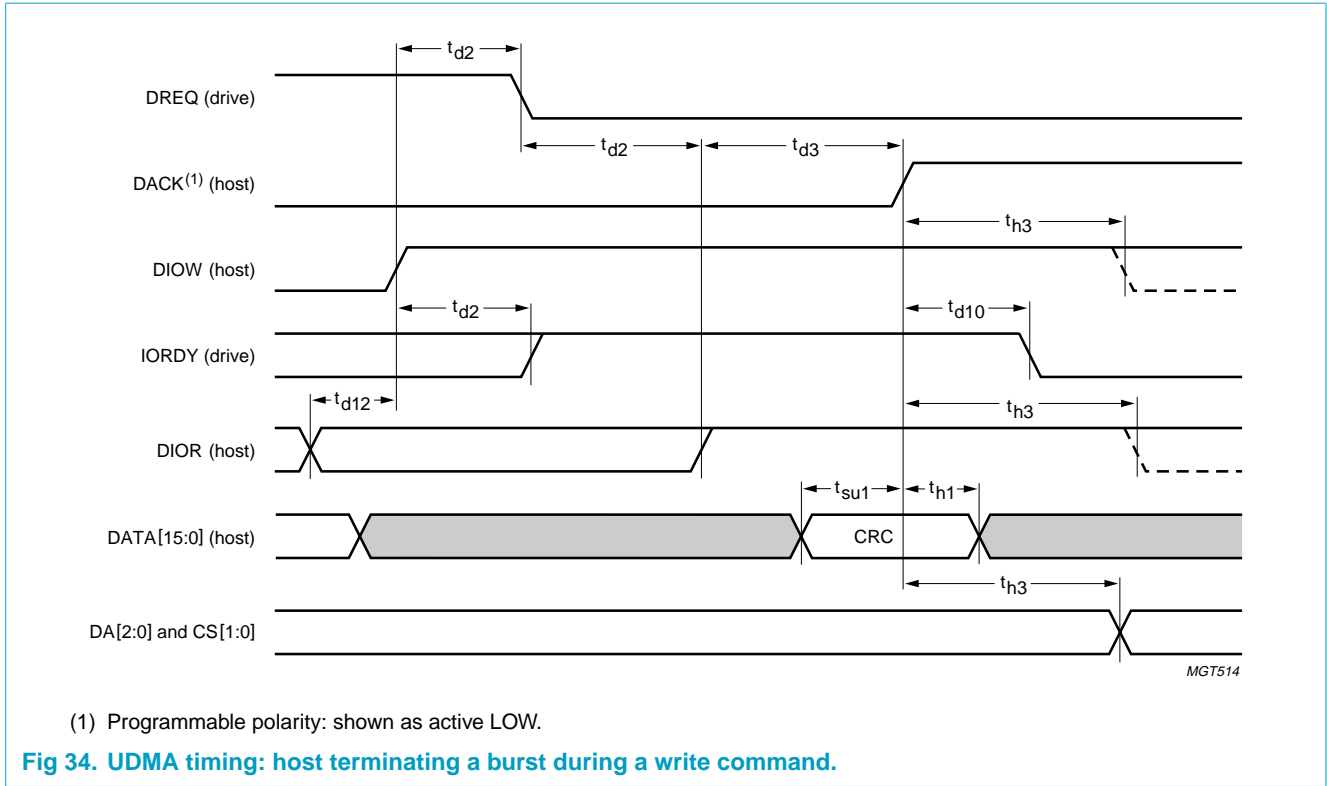 td2
DREQ (drive)
td2
td3
DACK(1) (host)
th3
DIOW (host)
td2
td10
IORDY (drive)
td12
th3
DIOR (host)
tsu1
th1
DATA[15:0] (host)
CRC
th3
DA[2:0] and CS[1:0]
MGT514
(1) Programmable polarity: shown as active LOW.
Fig 34. UDMA timing: host terminating a burst during a write command.